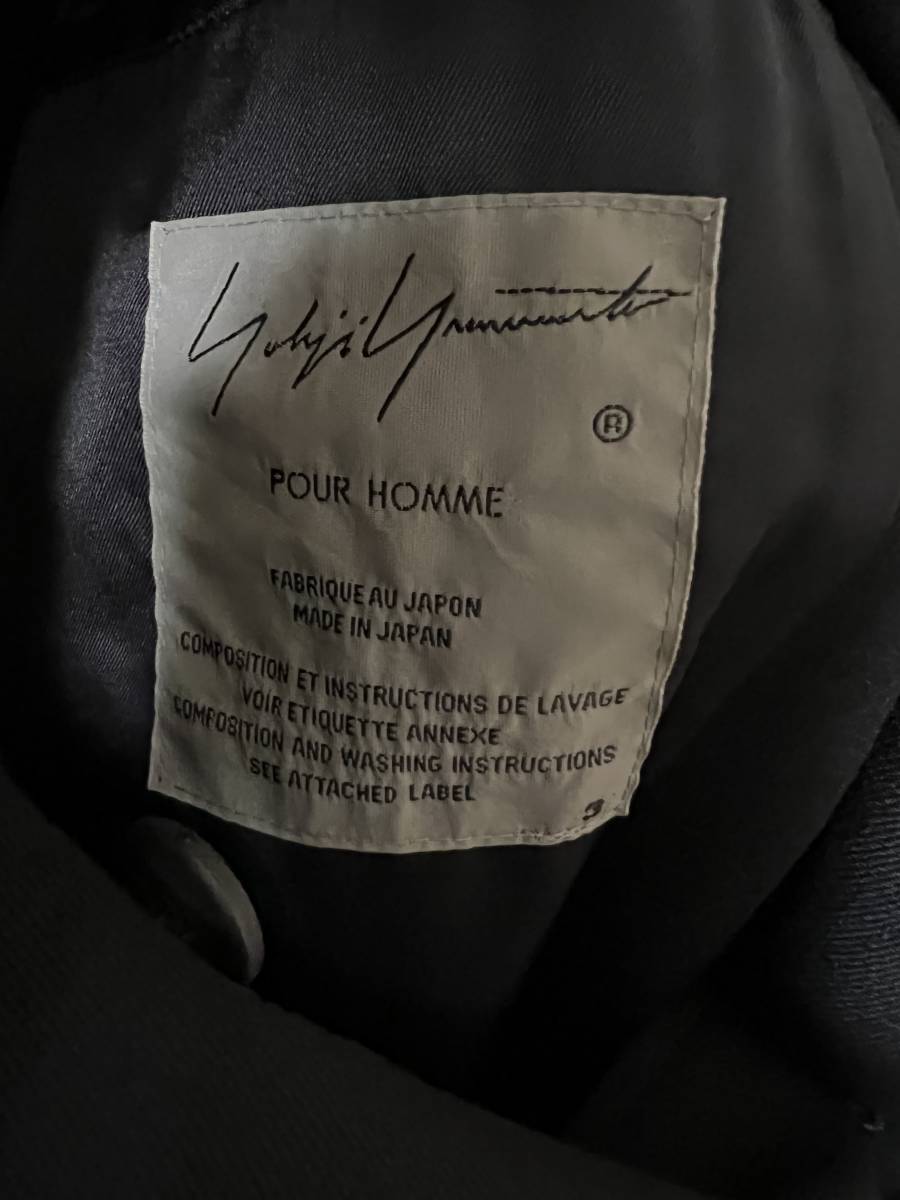 Yohji Yamamoto
®
POUR HOMME
FABRIQUE AU JAPON
MADE IN JAPAN
COMPOSITION ET INSTRUCTIONS DE LAVAGE
VOIR ETIQUETTE ANNEXE
COMPOSITION AND WASHING INSTRUCTIONS
SEE ATTACHED LABEL
3